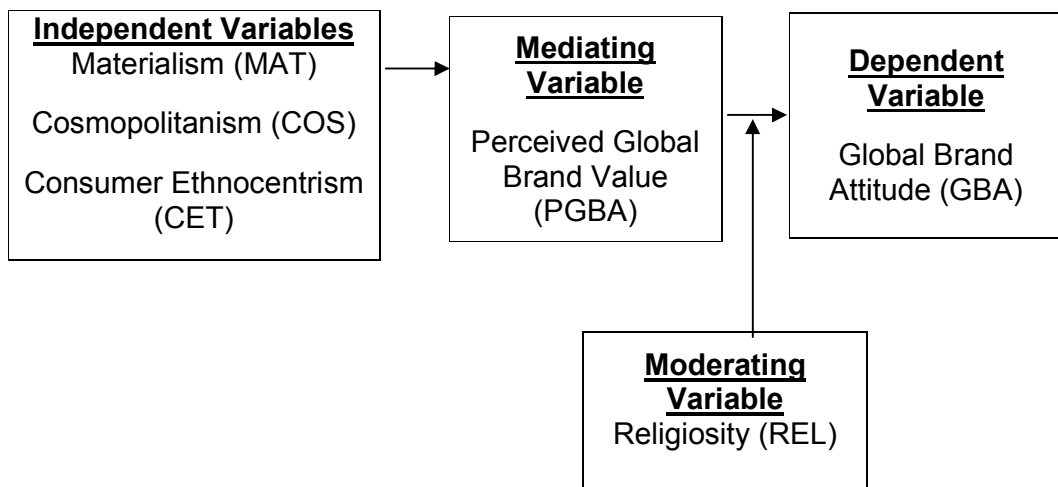 Independent Variables
Materialism (MAT)
Cosmopolitanism (COS)
Consumer Ethnocentrism
(CET)
Mediating
Variable
Perceived Global
Brand Value
(PGBA)
Dependent
Variable
Global Brand
Attitude (GBA)
Moderating
Variable
Religiosity (REL)